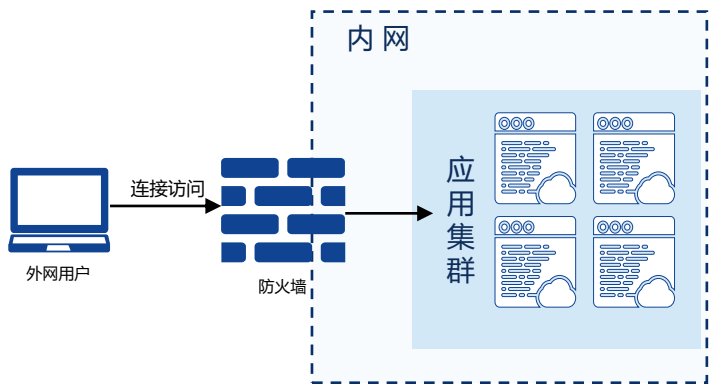 内网
应用集群
连接访问
外网用户
防火墙